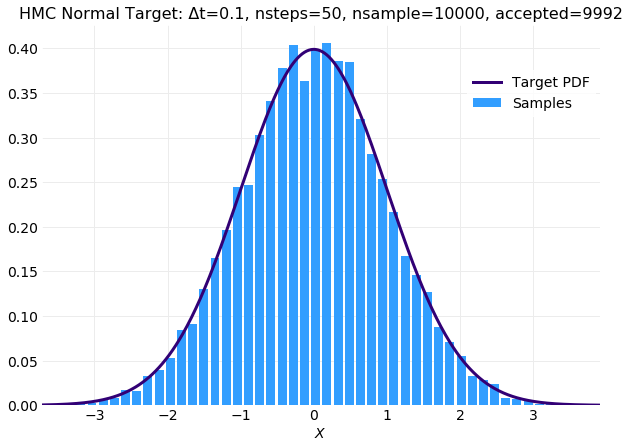 HMC Normal Target: Δt=0.1, nsteps=50, nsample=10000, accepted=9992
0.40
0.35
0.30
0.25
0.20
0.15
0.10
0.05
0.00
Target PDF
Samples
−3 −2 −1 0 1 2 3
X